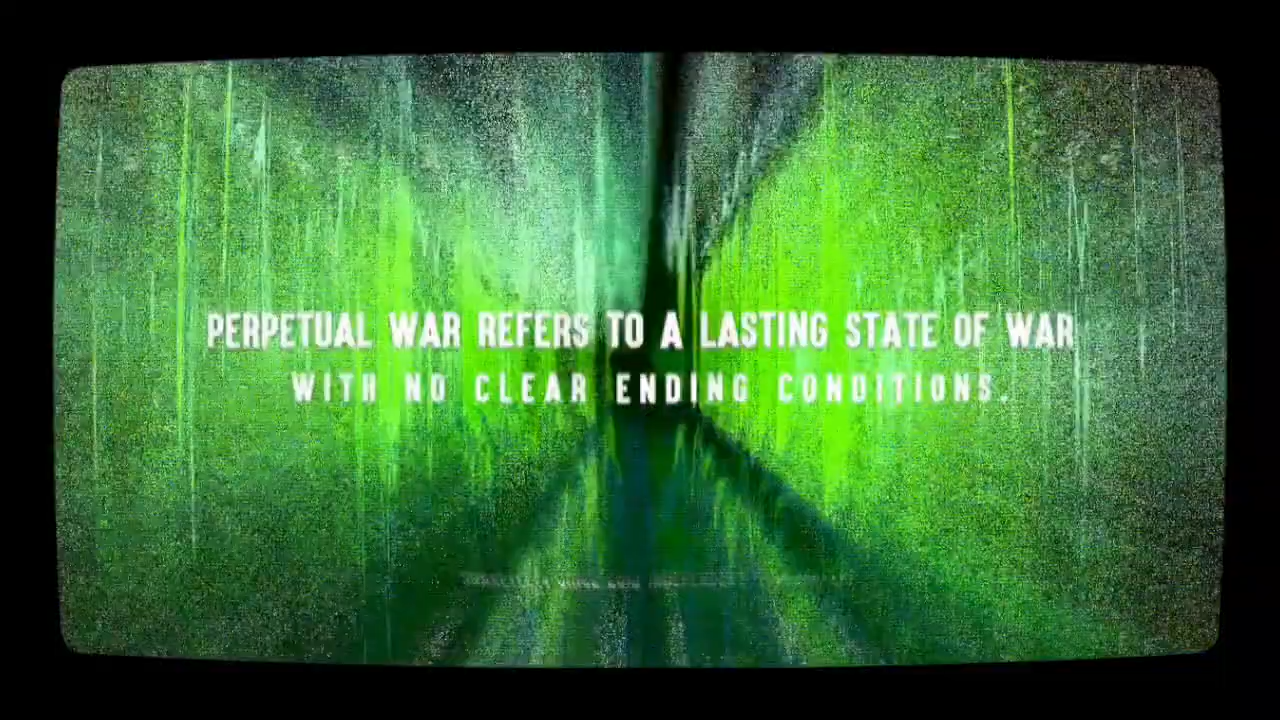 PERPETUAL WAR REFERS TO A LASTING STATE OF WAR
WITH NO CLEAR ENDING CONDITIONS.